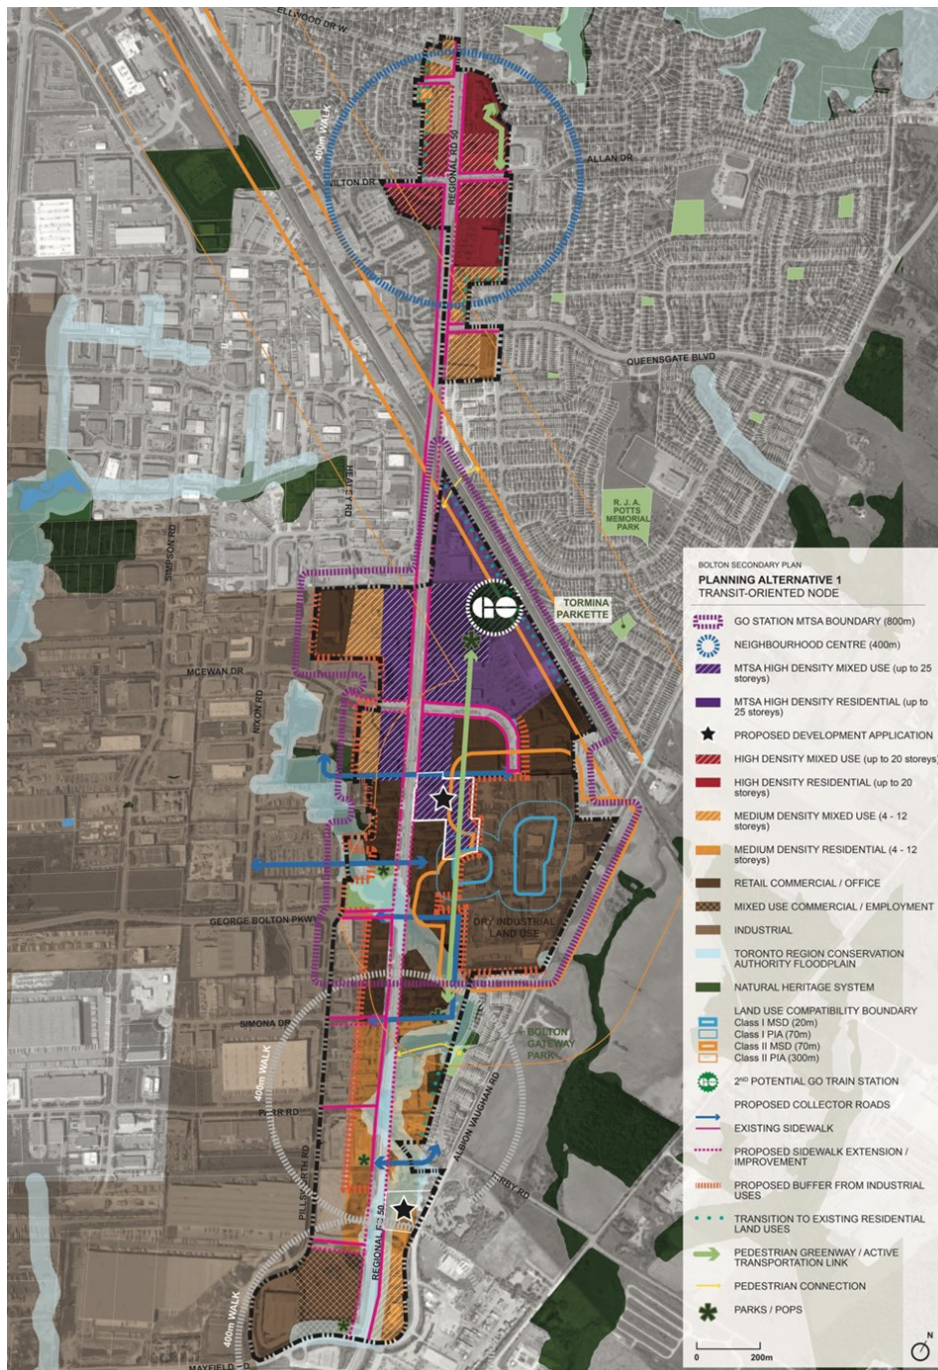 ELLWOOD DR W
400m WALK
REGIONAL RD 50
ALLAN DR
WILTON DR
QUEENSGATE BLVD
HEALEY RD
SIMPSON RD
R. J. A.
POTTS
MEMORIAL
PARK
GO
TORMINA
PARKETTE
MCEWAN DR
NIXON RD
GEORGE BOLTON PKWY
DRY INDUSTRIAL
LAND USE
SIMONA DR
BOLTON
GATEWAY
PARK
400m WALK
PARR RD
ALBION VAUGHAN RD
PILLSWORTH RD
KIRBY RD
REGIONAL RD 50
400m WALK
MAYFIELD RD
BOLTON SECONDARY PLAN
PLANNING ALTERNATIVE 1
TRANSIT-ORIENTED NODE
GO STATION MTSA BOUNDARY (800m)
NEIGHBOURHOOD CENTRE (400m)
MTSA HIGH DENSITY MIXED USE (up to 25
storeys)
MTSA HIGH DENSITY RESIDENTIAL (up to
25 storeys)
PROPOSED DEVELOPMENT APPLICATION
HIGH DENSITY MIXED USE (up to 20 storeys)
HIGH DENSITY RESIDENTIAL (up to 20
storeys)
MEDIUM DENSITY MIXED USE (4 - 12
storeys)
MEDIUM DENSITY RESIDENTIAL (4 - 12
storeys)
RETAIL COMMERCIAL / OFFICE
MIXED USE COMMERCIAL / EMPLOYMENT
INDUSTRIAL
TORONTO REGION CONSERVATION
AUTHORITY FLOODPLAIN
NATURAL HERITAGE SYSTEM
LAND USE COMPATIBILITY BOUNDARY
Class I MSD (20m)
Class I PIA (70m)
Class II MSD (70m)
Class II PIA (300m)
GO
2ND POTENTIAL GO TRAIN STATION
PROPOSED COLLECTOR ROADS
EXISTING SIDEWALK
PROPOSED SIDEWALK EXTENSION /
IMPROVEMENT
PROPOSED BUFFER FROM INDUSTRIAL
USES
TRANSITION TO EXISTING RESIDENTIAL
LAND USES
PEDESTRIAN GREENWAY / ACTIVE
TRANSPORTATION LINK
PEDESTRIAN CONNECTION
PARKS / POPS
0 200m
N